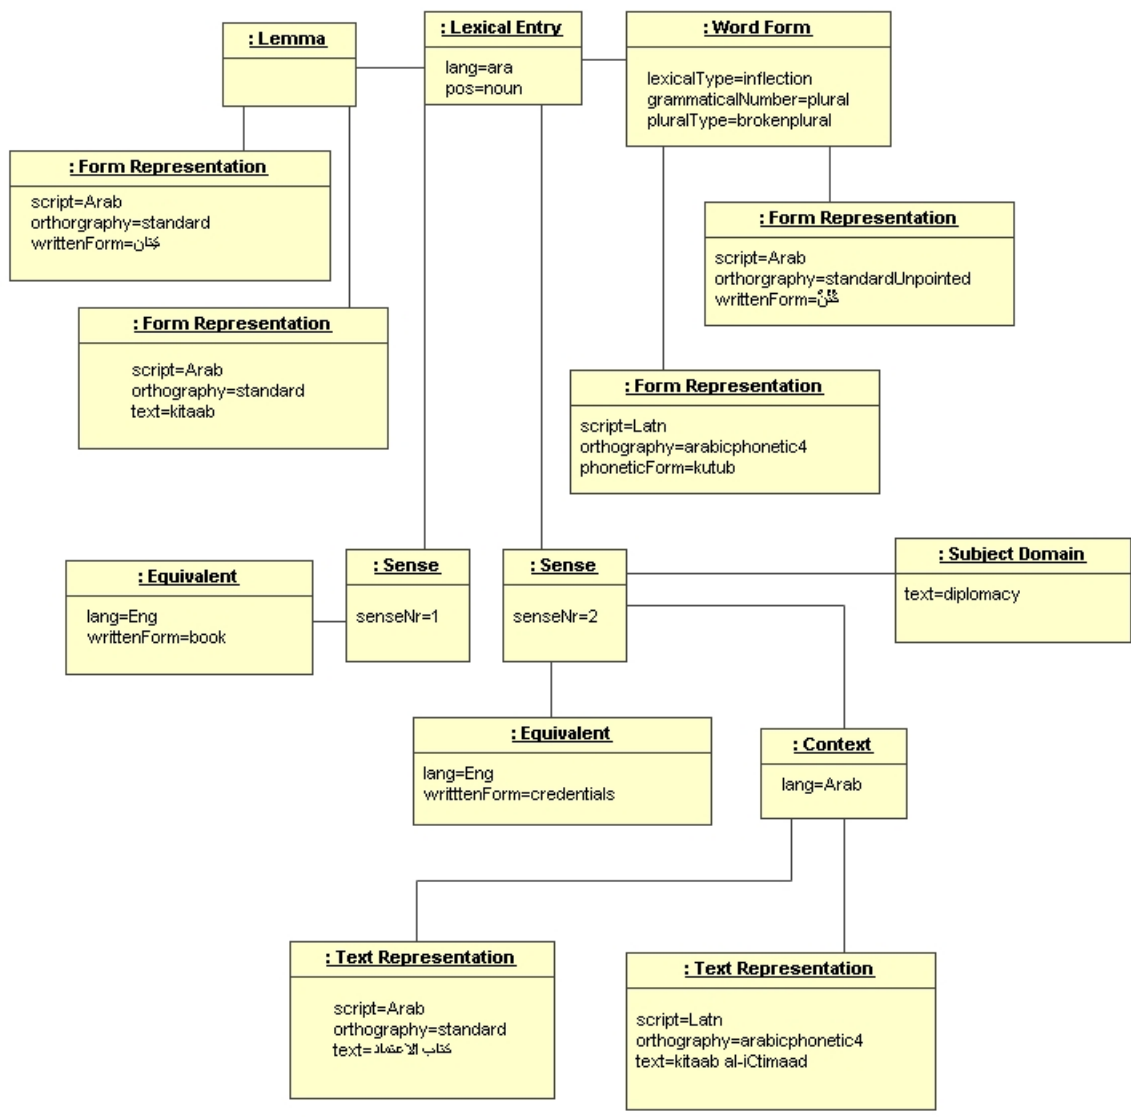 : Lemma
: Lexical Entry
lang=ara
pos=noun
: Word Form
lexicalType=inflection
grammaticalNumber=plural
pluralType=brokenplural
: Form Representation
script=Arab
orthorgraphy=standard
writtenForm=
: Form Representation
script=Arab
orthorgraphy=standardUnpointed
writtenForm=
: Form Representation
script=Arab
orthography=standard
text=kitaab
: Form Representation
script=Latn
orthography=arabicphonetic4
phoneticForm=kutub
: Equivalent
lang=Eng
writtenForm=book
: Sense
senseNr=1
: Sense
senseNr=2
: Subject Domain
text=diplomacy
: Equivalent
lang=Eng
writttenForm=credentials
: Context
lang=Arab
: Text Representation
script=Arab
orthography=standard
text=كتاب الاعتماد
: Text Representation
script=Latn
orthography=arabicphonetic4
text=kitaab al-iCtimaad